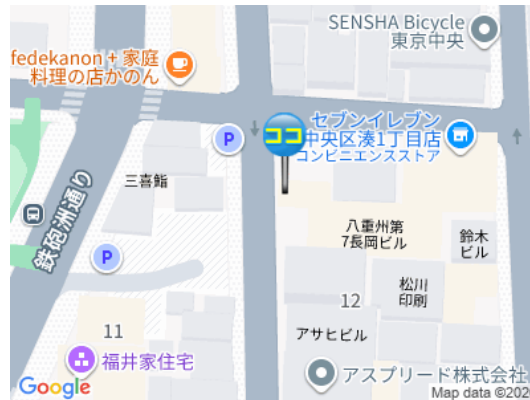 SENSHA Bicycle
東京中央
fedekanon + 家庭
料理の店かのん
セブンイレブン
中央区湊1丁目店
コンビニエンスストア
P
ココ
三喜鮨
鉄砲洲通り
八重州第
7長岡ビル
鈴木
ビル
P
松川
印刷
12
11
アサヒビル
福井家住宅
アスプリード株式会社
Google
Map data ©202